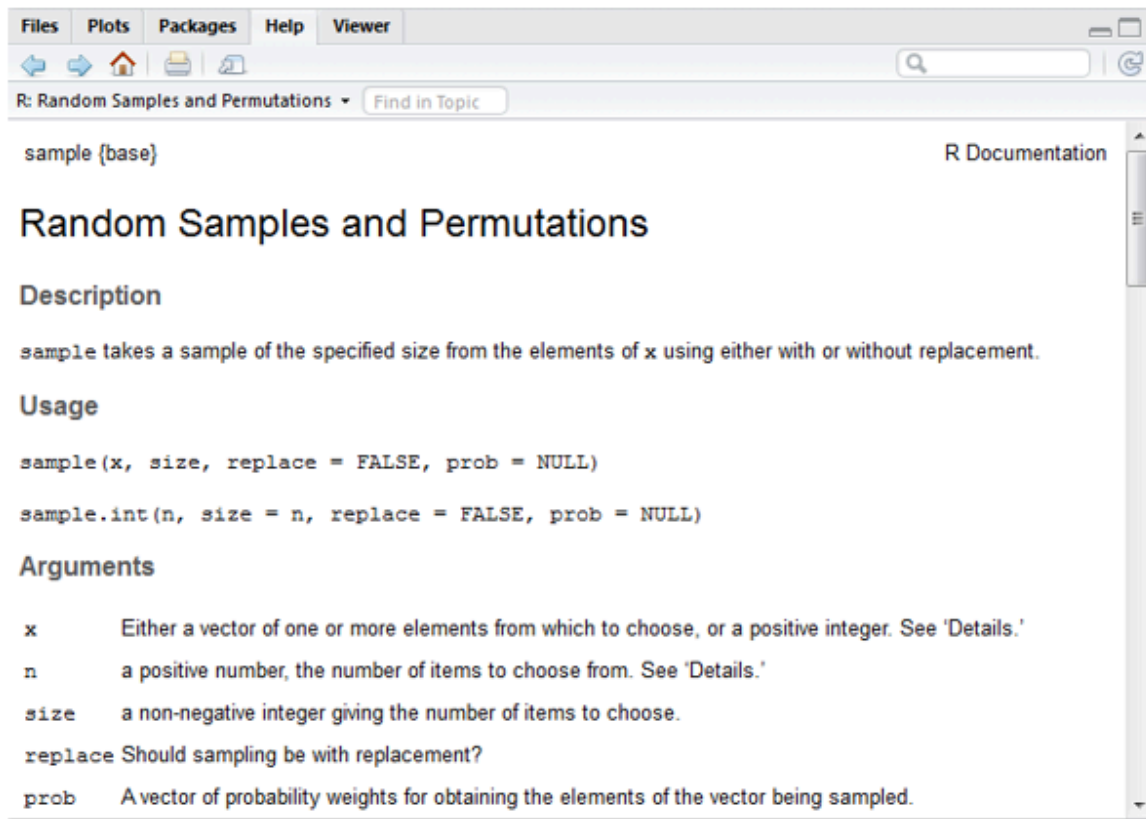 Files Plots Packages Help Viewer
R: Random Samples and Permutations Find in Topic
sample {base} R Documentation
Random Samples and Permutations
Description
sample takes a sample of the specified size from the elements of x using either with or without replacement.
Usage
sample(x, size, replace = FALSE, prob = NULL)
sample.int(n, size = n, replace = FALSE, prob = NULL)
Arguments
x Either a vector of one or more elements from which to choose, or a positive integer. See ‘Details.’
n a positive number, the number of items to choose from. See ‘Details.’
size a non-negative integer giving the number of items to choose.
replace Should sampling be with replacement?
prob A vector of probability weights for obtaining the elements of the vector being sampled.